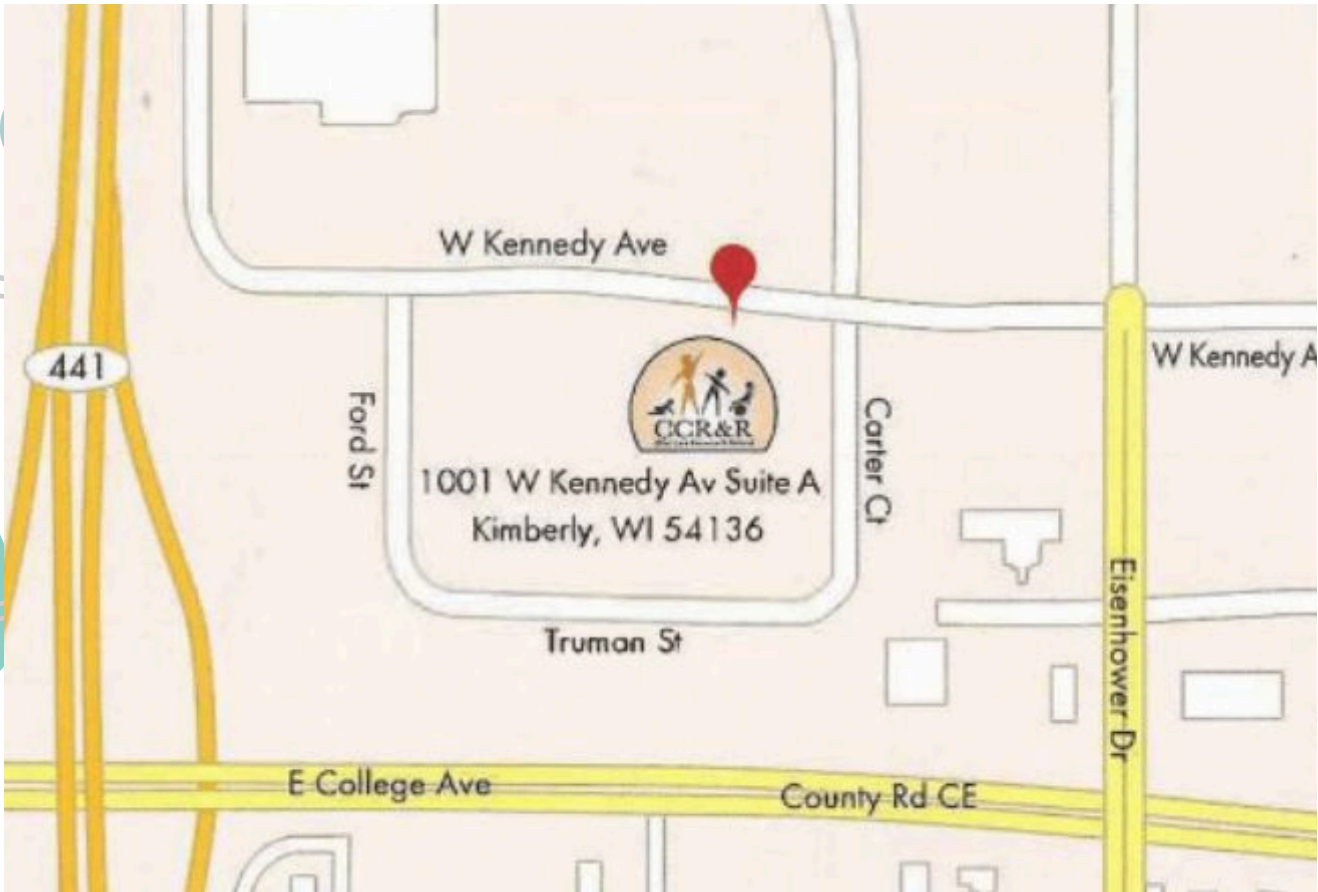 W Kennedy Ave
441
W Kennedy A
Ford St
Carter Ct
CCR&R
1001 W Kennedy Av Suite A
Kimberly, WI 54136
Eisenhower Dr
Truman St
E College Ave
County Rd CE